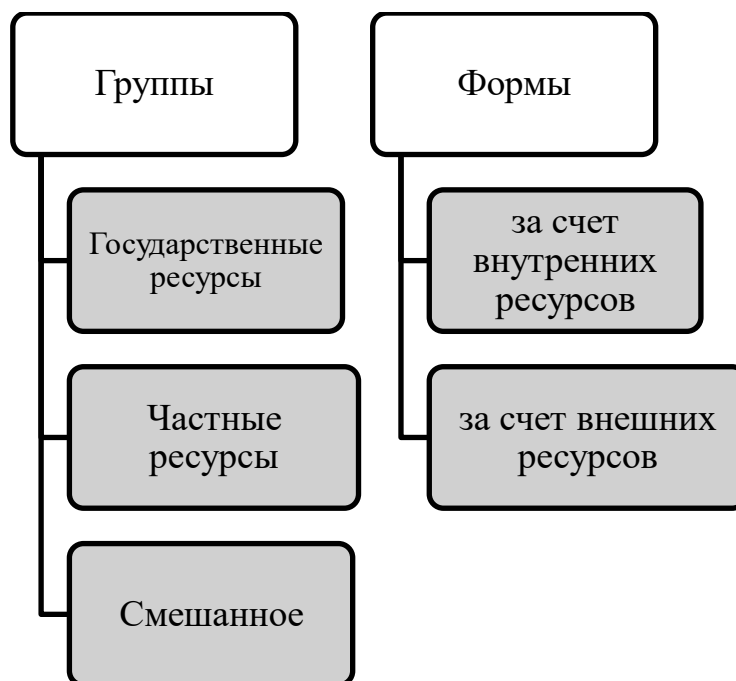 Группы
Государственные
ресурсы
Частные
ресурсы
Смешанное
Формы
за счет
внутренних
ресурсов
за счет внешних
ресурсов